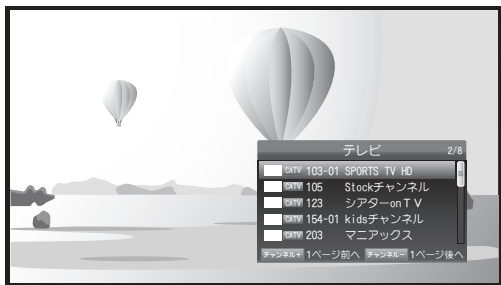 テレビ 2/8
CATV 103-01 SPORTS TV HD
CATV 105 Stockチャンネル
CATV 123 シアターonTV
CATV 154-01 kidsチャンネル
CATV 203 マニアックス
チャンネル+ 1ページ前へ チャンネル− 1ページ後へ